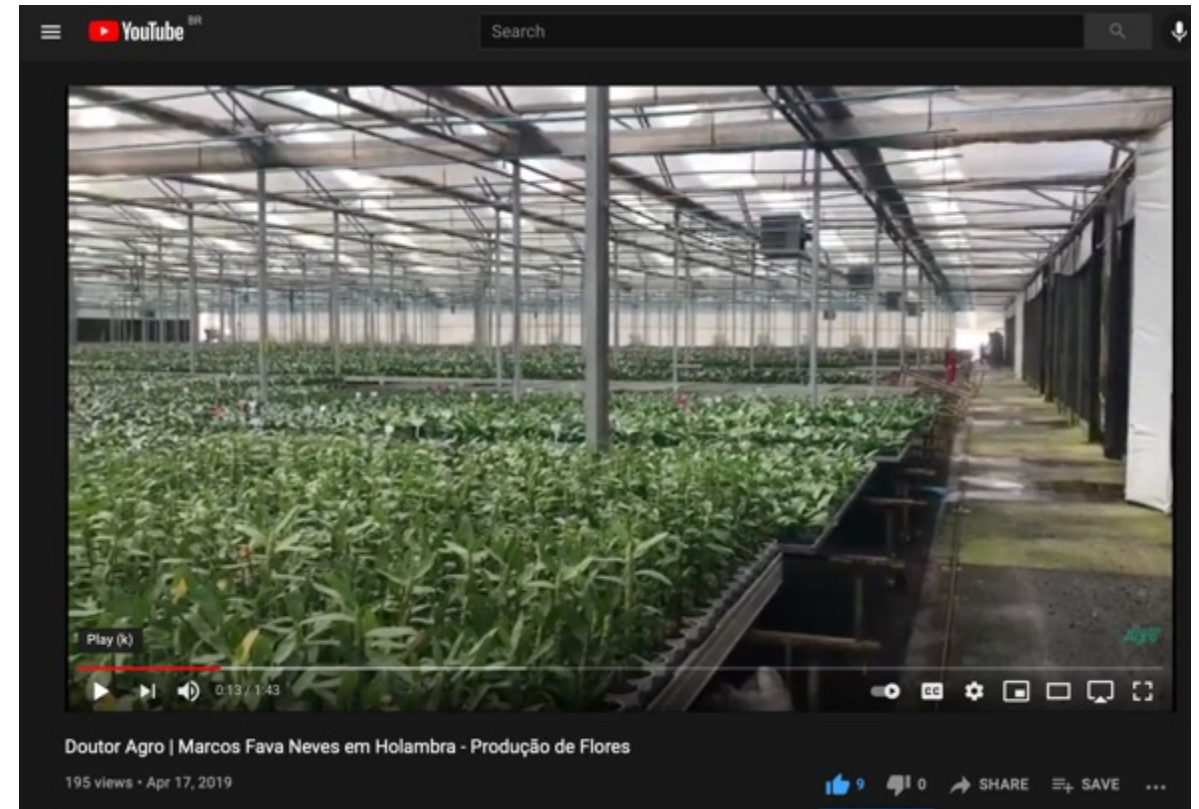 YouTube BR
Search
Play (k)
0:13 / 1:43
CC
Doutor Agro | Marcos Fava Neves em Holambra - Produção de Flores
195 views • Apr 17, 2019
9
0
SHARE
SAVE